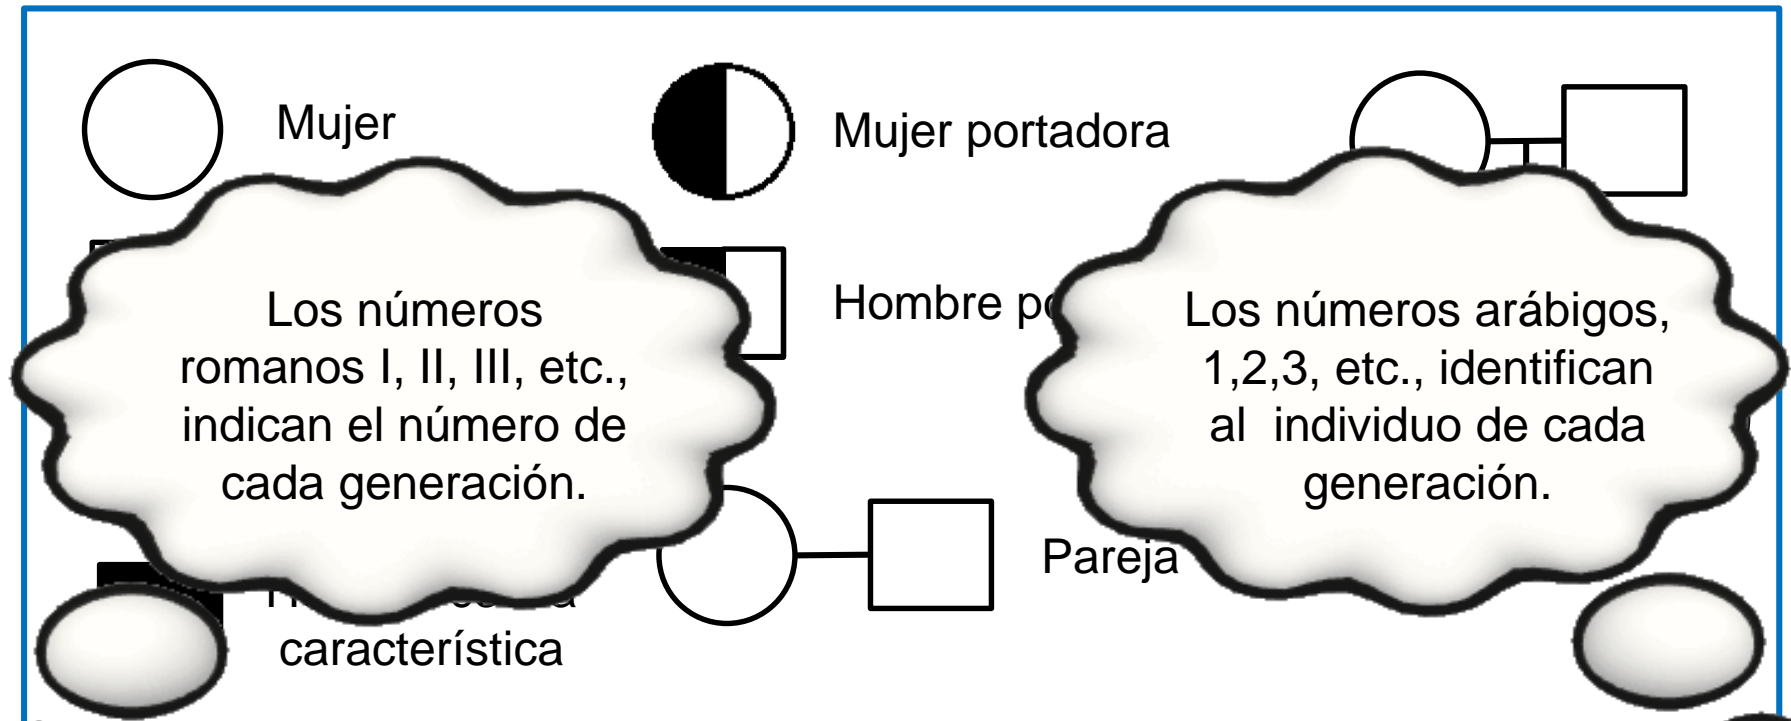 Mujer
Mujer portadora
Hombre
Los números
romanos I, II, III, etc.,
indican el número de
cada generación.
Los números arábigos,
1,2,3, etc., identifican
al individuo de cada
generación.
Pareja
característica